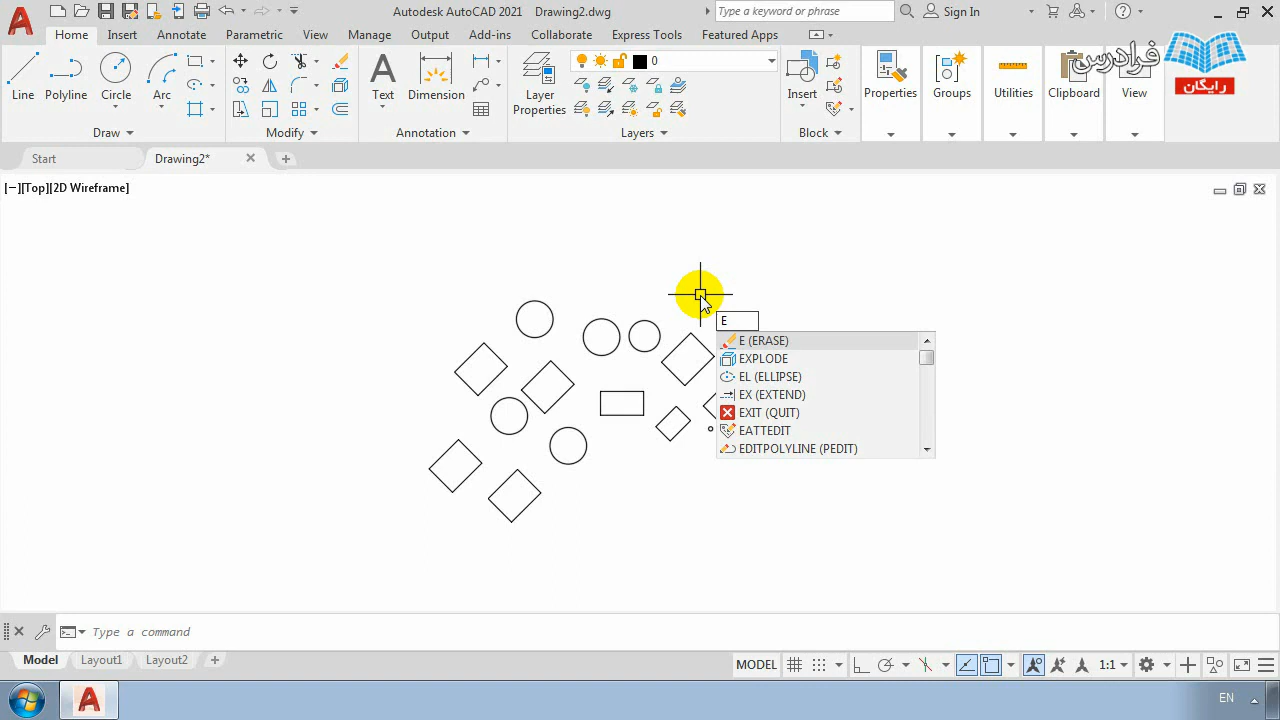 Autodesk AutoCAD 2021 Drawing2.dwg
Type a keyword or phrase
Sign In
Home Insert Annotate Parametric View Manage Output Add-ins Collaborate Express Tools Featured Apps
فرادرس
رایگان
Line Polyline Circle Arc
Text Dimension
Layer
Properties
0
Insert
Properties Groups Utilities Clipboard View
Draw Modify Annotation Layers Block
Start Drawing2*
[−][Top][2D Wireframe]
E
E (ERASE)
EXPLODE
EL (ELLIPSE)
EX (EXTEND)
EXIT (QUIT)
EATTEDIT
EDITPOLYLINE (PEDIT)
Type a command
Model Layout1 Layout2
MODEL 1:1
EN